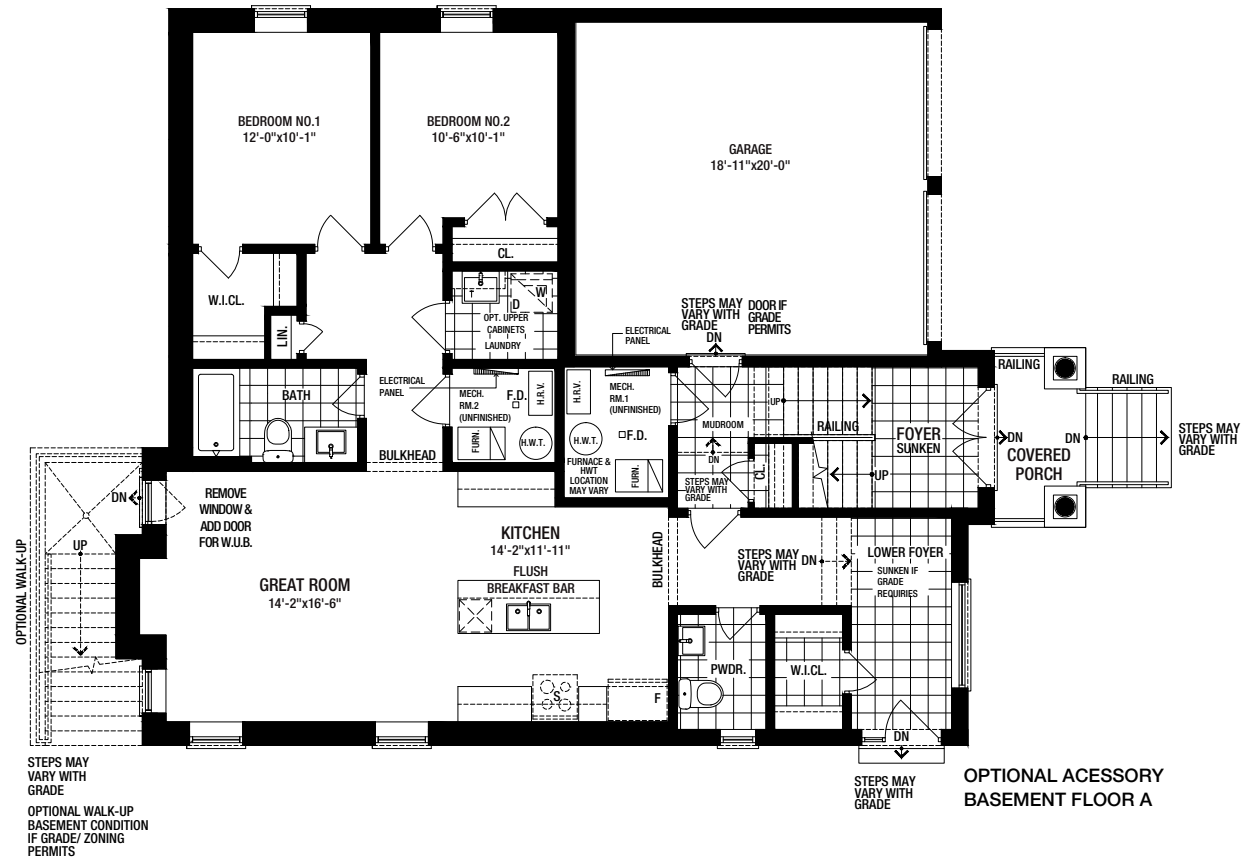 BEDROOM NO.1
12'-0"x10'-1"
BEDROOM NO.2
10'-6"x10'-1"
GARAGE
18'-11"x20'-0"
CL.
W.I.CL.
LIN.
T
D
W
OPT. UPPER
CABINETS
LAUNDRY
STEPS MAY
VARY WITH
GRADE
DN
DOOR IF
GRADE
PERMITS
ELECTRICAL
PANEL
BATH
ELECTRICAL
PANEL
MECH.
RM.2
(UNFINISHED)
F.D.
H.R.V.
FURN.
H.W.T.
H.R.V.
MECH.
RM.1
(UNFINISHED)
F.D.
H.W.T.
FURNACE &
HWT
LOCATION
MAY VARY
FURN.
MUDROOM
DN
STEPS MAY
VARY WITH
GRADE
CL.
UP
RAILING
UP
FOYER
SUNKEN
RAILING
DN
COVERED
PORCH
DN
RAILING
STEPS MAY
VARY WITH
GRADE
BULKHEAD
DN
REMOVE
WINDOW &
ADD DOOR
FOR W.U.B.
UP
OPTIONAL WALK-UP
GREAT ROOM
14'-2"x16'-6"
KITCHEN
14'-2"x11'-11"
FLUSH
BREAKFAST BAR
S
F
BULKHEAD
STEPS MAY
VARY WITH
GRADE
DN
LOWER FOYER
SUNKEN IF
GRADE
REQUIRIES
PWDR.
W.I.CL.
DN
STEPS MAY
VARY WITH
GRADE
STEPS MAY
VARY WITH
GRADE
OPTIONAL WALK-UP
BASEMENT CONDITION
IF GRADE/ ZONING
PERMITS
OPTIONAL ACESSORY
BASEMENT FLOOR A